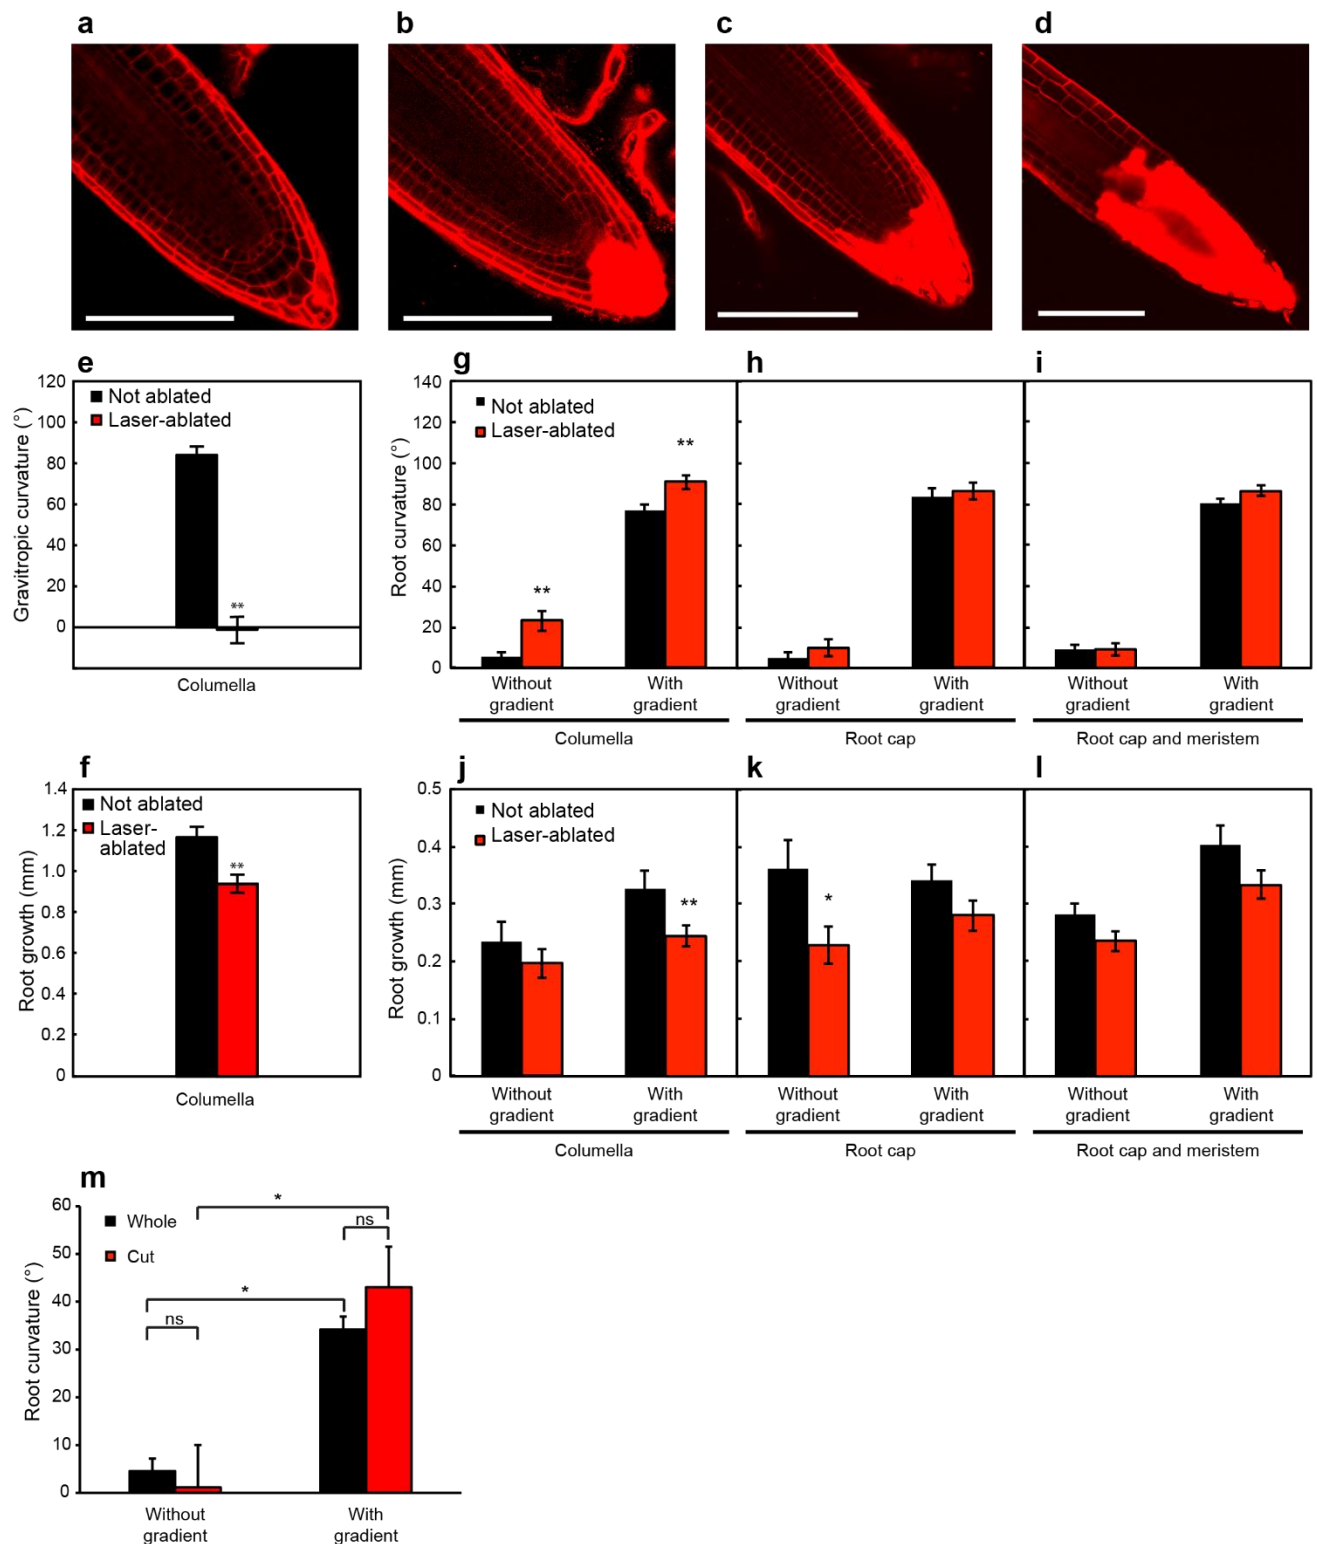 a
b
c
d
e
120
100
80
60
40
20
0
Gravitropic curvature (°)
Not ablated
Laser-ablated
**
Columella
g
h
i
140
120
100
80
60
40
20
0
Root curvature (°)
Not ablated
Laser-ablated
**
**
Without
gradient
With
gradient
Without
gradient
With
gradient
Without
gradient
With
gradient
Columella
Root cap
Root cap and meristem
f
1.4
1.2
1.0
0.8
0.6
0.4
0.2
0
Root growth (mm)
Not ablated
Laser-
ablated
**
Columella
j
k
l
0.5
0.4
0.3
0.2
0.1
0
Root growth (mm)
Not ablated
Laser-ablated
**
*
Without
gradient
With
gradient
Without
gradient
With
gradient
Without
gradient
With
gradient
Columella
Root cap
Root cap and meristem
m
60
50
40
30
20
10
0
Root curvature (°)
Whole
Cut
*
ns
*
ns
Without
gradient
With
gradient